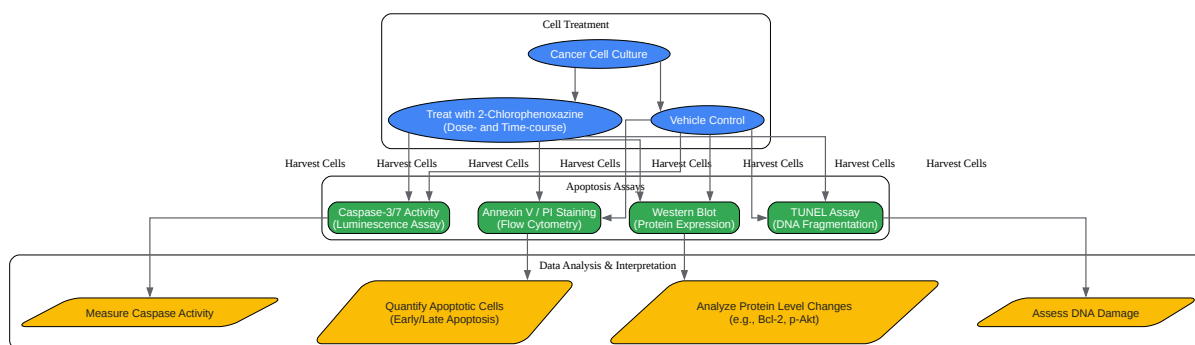 Cell Treatment
Cancer Cell Culture
Treat with 2-Chlorophenoxazine
(Dose- and Time-course)
Vehicle Control
Harvest Cells
Harvest Cells
Harvest Cells
Harvest Cells
Harvest Cells
Harvest Cells
Harvest Cells
Harvest Cells
Apoptosis Assays
Caspase-3/7 Activity
(Luminescence Assay)
Annexin V / PI Staining
(Flow Cytometry)
Western Blot
(Protein Expression)
TUNEL Assay
(DNA Fragmentation)
Data Analysis & Interpretation
Measure Caspase Activity
Quantify Apoptotic Cells
(Early/Late Apoptosis)
Analyze Protein Level Changes
(e.g., Bcl-2, p-Akt)
Assess DNA Damage